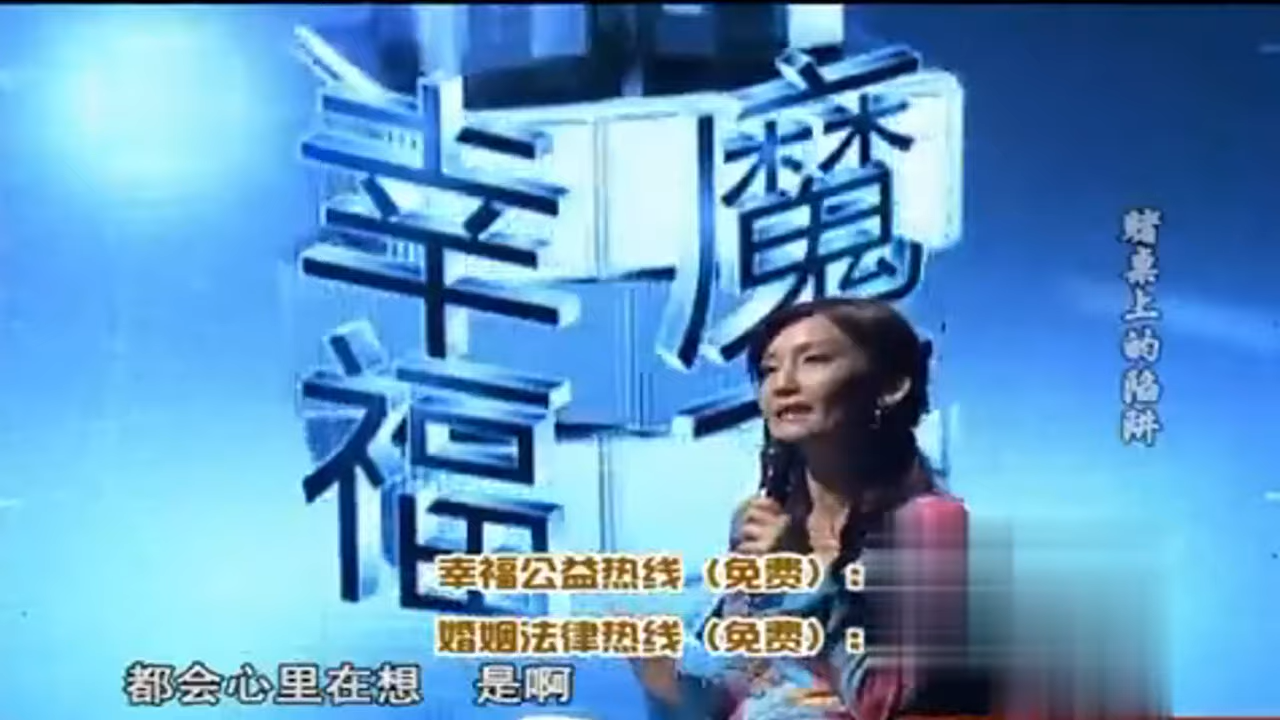 幸福
魔
赌桌上的陷阱
幸福公益热线（免费）：
婚姻法律热线（免费）：
都会心里在想 是啊